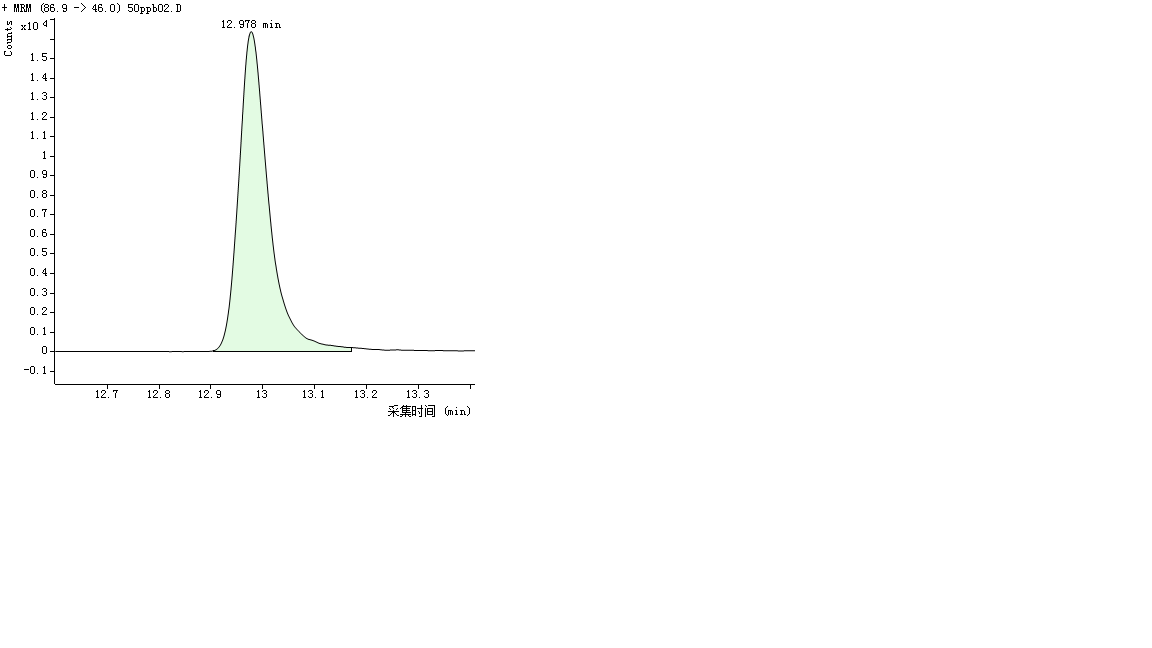 + MRM (86.9 -> 46.0) 50ppb02.D
x10 4
Counts
12.978 min
1.5
1.4
1.3
1.2
1.1
1
0.9
0.8
0.7
0.6
0.5
0.4
0.3
0.2
0.1
0
-0.1
12.7 12.8 12.9 13 13.1 13.2 13.3
采集时间 (min)